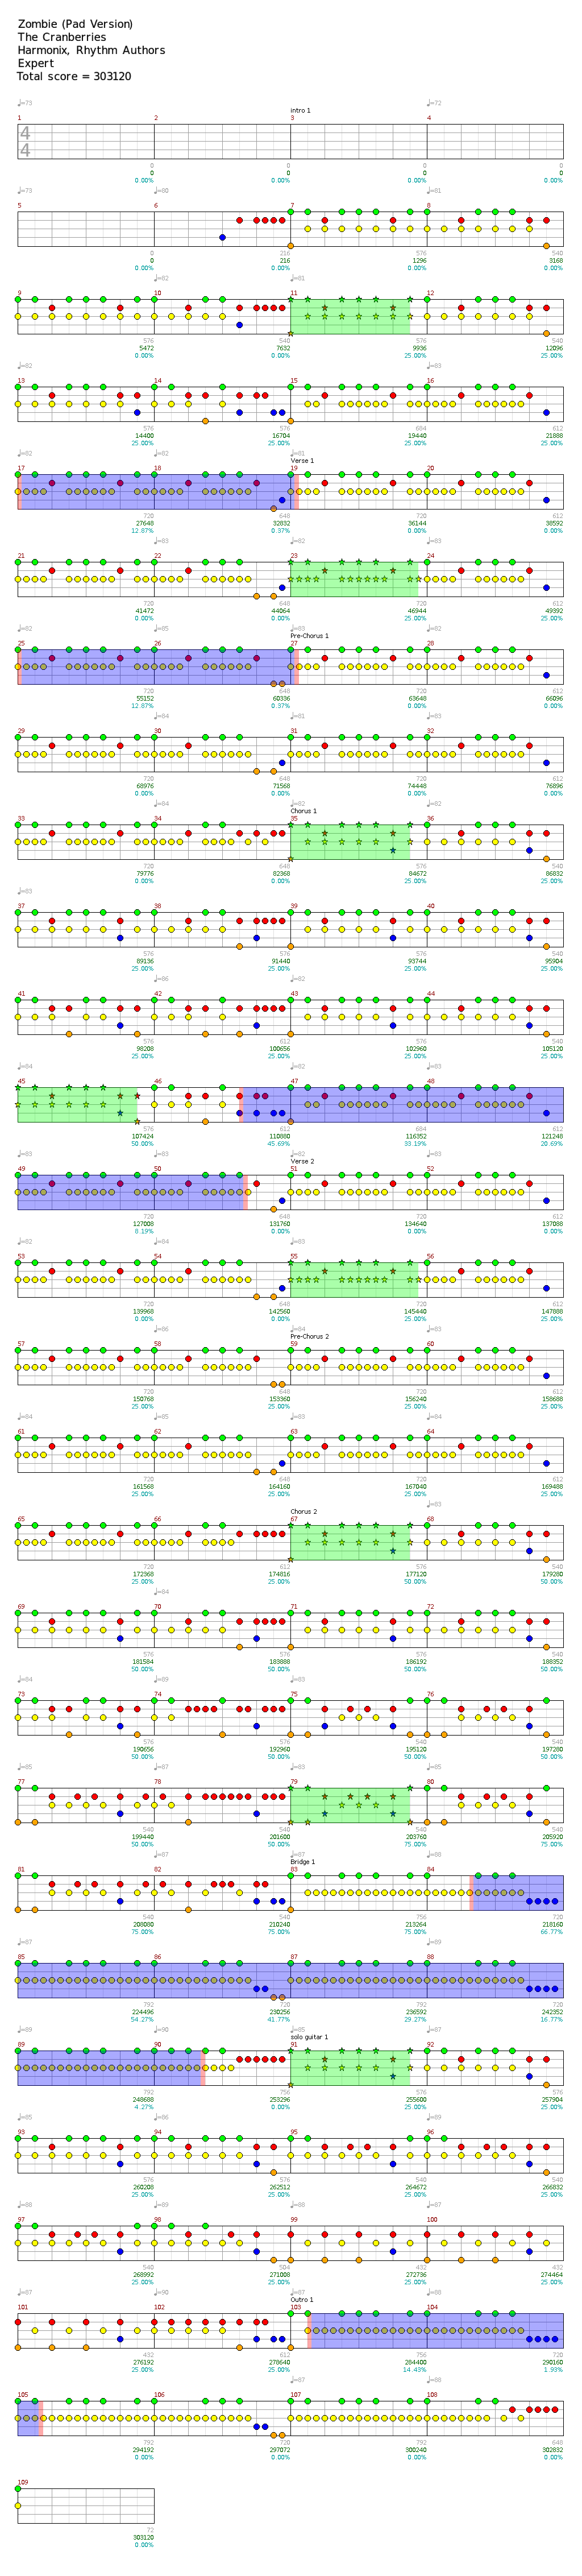 Zombie (Pad Version)
The Cranberries
Harmonix, Rhythm Authors
Expert
Total score = 303120
♩=73 ♩=72
intro 1
1 2 3 4
4
4
0 0 0 0
0 0 0 0
0.00% 0.00% 0.00% 0.00%
♩=73 ♩=80 ♩=81
5 6 7 8
0 216 576 540
0 216 1296 3168
0.00% 0.00% 0.00% 0.00%
♩=82 ♩=81
9 10 11 12
576 540 576 540
5472 7632 9936 12096
0.00% 0.00% 25.00% 25.00%
♩=82 ♩=83
13 14 15 16
576 576 684 612
14400 16704 19440 21888
25.00% 25.00% 25.00% 25.00%
♩=82 ♩=82 ♩=81
Verse 1
17 18 19 20
720 648 720 612
27648 32832 36144 38592
12.87% 0.37% 0.00% 0.00%
♩=82 ♩=83 ♩=82 ♩=83
21 22 23 24
720 648 720 612
41472 44064 46944 49392
0.00% 0.00% 25.00% 25.00%
♩=82 ♩=85 ♩=83 ♩=82
Pre-Chorus 1
25 26 27 28
720 648 720 612
55152 60336 63648 66096
12.87% 0.37% 0.00% 0.00%
♩=84 ♩=81 ♩=83
29 30 31 32
720 648 720 612
68976 71568 74448 76896
0.00% 0.00% 0.00% 0.00%
♩=84 ♩=82 ♩=82
Chorus 1
33 34 35 36
720 648 576 540
79776 82368 84672 86832
0.00% 0.00% 25.00% 25.00%
♩=83
37 38 39 40
576 576 576 540
89136 91440 93744 95904
25.00% 25.00% 25.00% 25.00%
♩=86 ♩=82
41 42 43 44
576 612 576 540
98208 100656 102960 105120
25.00% 25.00% 25.00% 25.00%
♩=84 ♩=82 ♩=83
45 46 47 48
576 612 684 612
107424 110880 116352 121248
50.00% 45.69% 33.19% 20.69%
♩=83 ♩=83 ♩=83
Verse 2
49 50 51 52
720 648 720 612
127008 131760 134640 137088
8.19% 0.00% 0.00% 0.00%
♩=82 ♩=84 ♩=83
53 54 55 56
720 648 720 612
139968 142560 145440 147888
0.00% 0.00% 25.00% 25.00%
♩=86 ♩=84 ♩=83
Pre-Chorus 2
57 58 59 60
720 648 720 612
150768 153360 156240 158688
25.00% 25.00% 25.00% 25.00%
♩=84 ♩=85 ♩=83 ♩=84
61 62 63 64
720 648 720 612
161568 164160 167040 169488
25.00% 25.00% 25.00% 25.00%
♩=83
Chorus 2
65 66 67 68
720 612 576 540
172368 174816 177120 179280
25.00% 25.00% 50.00% 50.00%
♩=84
69 70 71 72
576 576 576 540
181584 183888 186192 188352
50.00% 50.00% 50.00% 50.00%
♩=84 ♩=89 ♩=83
73 74 75 76
576 576 540 540
190656 192960 195120 197280
50.00% 50.00% 50.00% 50.00%
♩=85 ♩=85 ♩=83 ♩=85
77 78 79 80
540 540 540 540
199440 201600 203760 205920
50.00% 50.00% 75.00% 75.00%
♩=87 ♩=87 ♩=88
Bridge 1
81 82 83 84
540 540 756 720
208080 210240 213264 218160
75.00% 75.00% 75.00% 66.77%
♩=87 ♩=89
85 86 87 88
792 720 792 720
224496 230256 236592 242352
54.27% 41.77% 29.27% 16.77%
♩=89 ♩=90 ♩=85 ♩=87
solo guitar 1
89 90 91 92
792 756 576 540
248688 253296 255600 257904
4.27% 0.00% 25.00% 25.00%
♩=85 ♩=86 ♩=89
93 94 95 96
576 576 540 540
260208 262512 264672 266832
25.00% 25.00% 25.00% 25.00%
♩=88 ♩=89 ♩=88 ♩=87
97 98 99 100
540 504 432 432
268992 271008 272736 274464
25.00% 25.00% 25.00% 25.00%
♩=87 ♩=90 ♩=87 ♩=88
Outro 1
101 102 103 104
432 612 756 720
276192 278640 284400 290160
25.00% 25.00% 14.43% 1.93%
♩=87 ♩=88
105 106 107 108
792 720 792 648
294192 297072 300240 302832
0.00% 0.00% 0.00% 0.00%
109
72
303120
0.00%